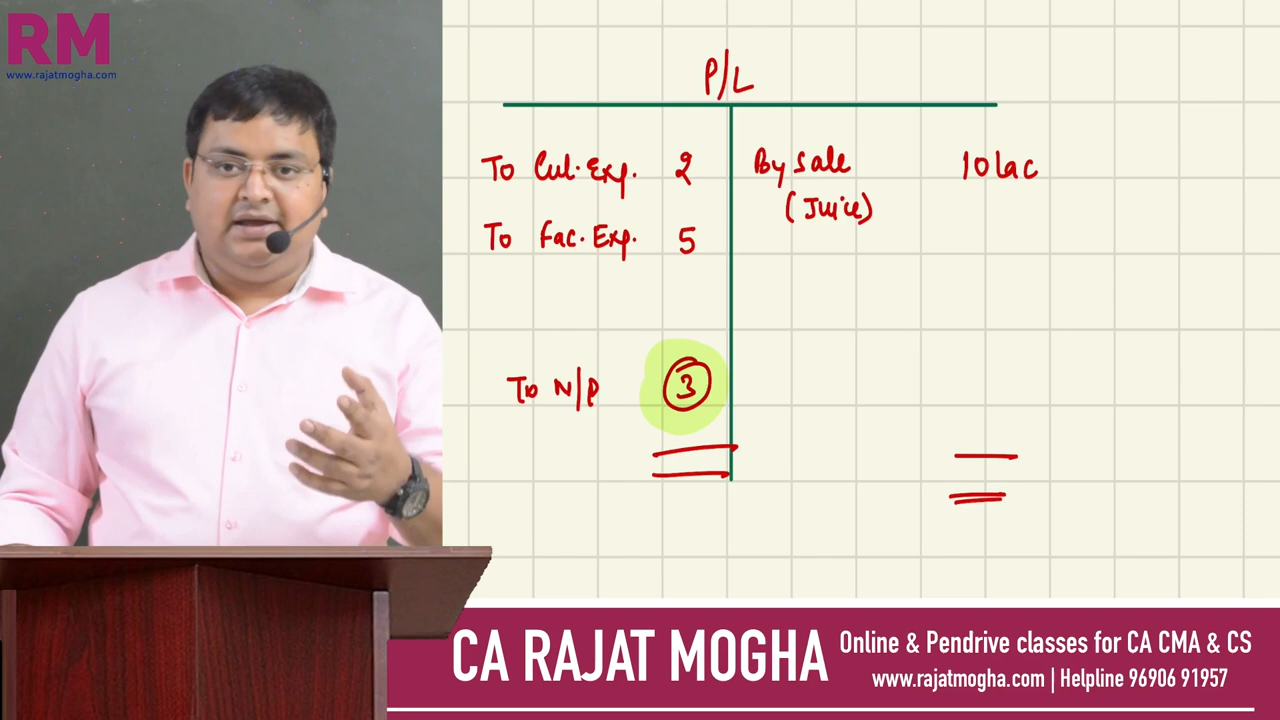 RM
www.rajatmogha.com
P/L
To Cul. Exp. 2
By Sale 10 lac
(Juice)
To Fac. Exp. 5
To N/P 3
CA RAJAT MOGHA
Online & Pendrive classes for CA CMA & CS
www.rajatmogha.com | Helpline 96906 91957